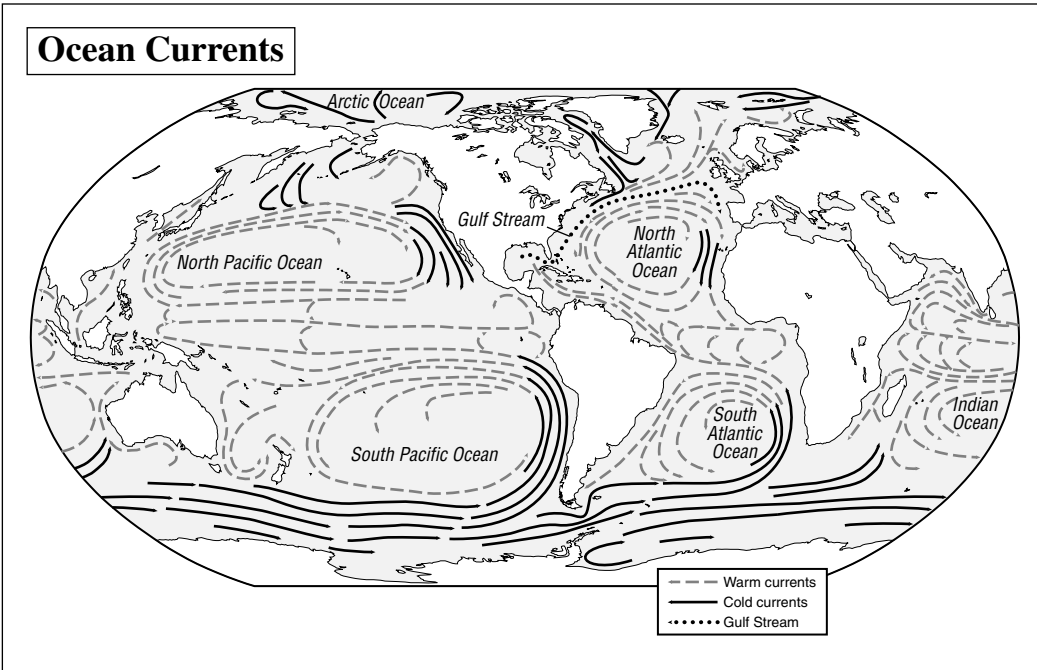 Ocean Currents
Arctic Ocean
Gulf Stream
North Pacific Ocean
North
Atlantic
Ocean
South Pacific Ocean
South
Atlantic
Ocean
Indian
Ocean
Warm currents
Cold currents
Gulf Stream